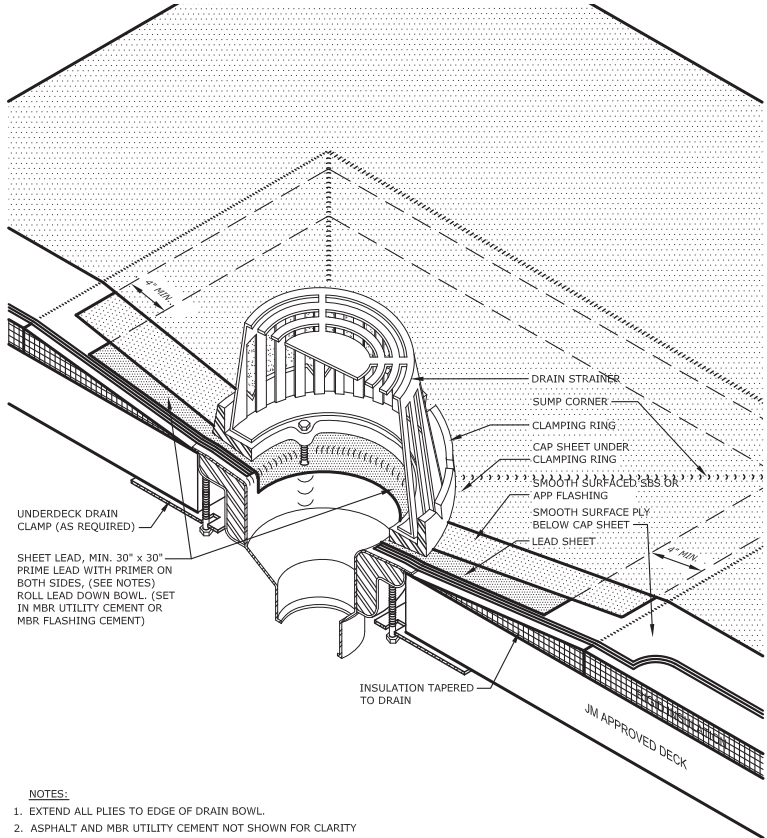 4" MIN.
DRAIN STRAINER
SUMP CORNER
CLAMPING RING
CAP SHEET UNDER
CLAMPING RING
SMOOTH SURFACED SBS OR
APP FLASHING
SMOOTH SURFACE PLY
BELOW CAP SHEET
LEAD SHEET
4" MIN.
UNDERDECK DRAIN
CLAMP (AS REQUIRED)
SHEET LEAD, MIN. 30" x 30"
PRIME LEAD WITH PRIMER ON
BOTH SIDES, (SEE NOTES)
ROLL LEAD DOWN BOWL. (SET
IN MBR UTILITY CEMENT OR
MBR FLASHING CEMENT)
INSULATION TAPERED
TO DRAIN
JM APPROVED DECK
NOTES:
1. EXTEND ALL PLIES TO EDGE OF DRAIN BOWL.
2. ASPHALT AND MBR UTILITY CEMENT NOT SHOWN FOR CLARITY